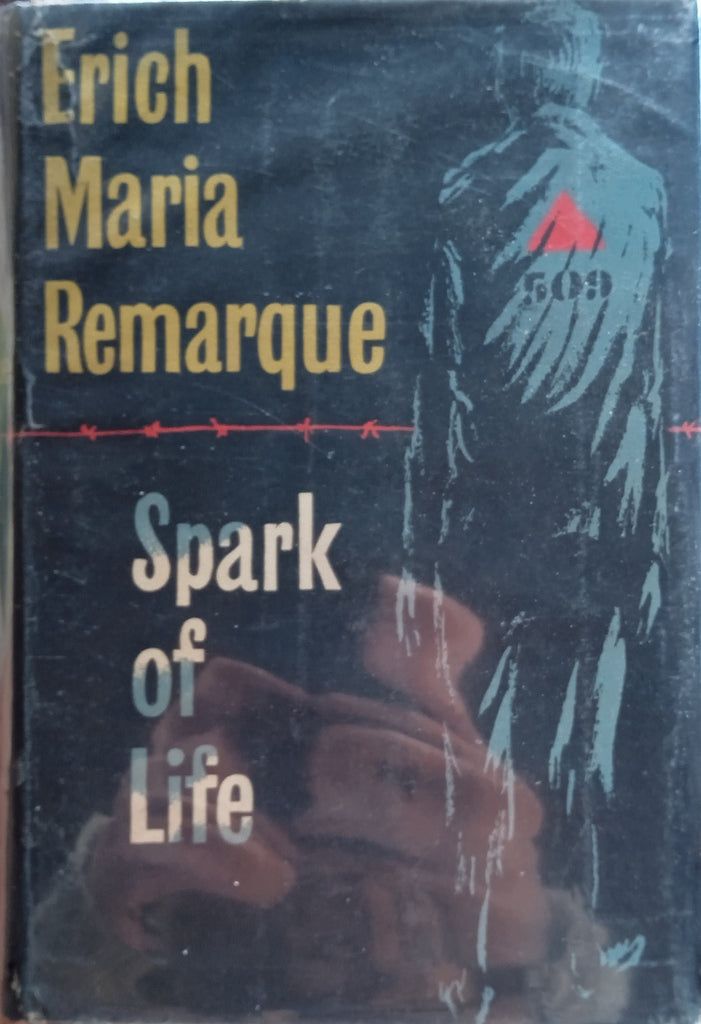 Erich
Maria
Remarque
509
Spark
of
Life